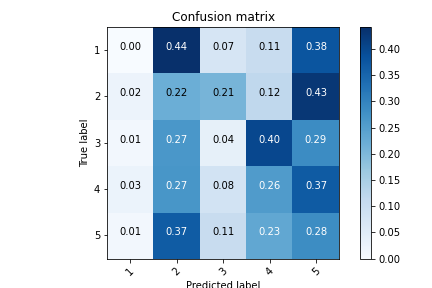 Confusion matrix
True label
1 0.00 0.44 0.07 0.11 0.38
2 0.02 0.22 0.21 0.12 0.43
3 0.01 0.27 0.04 0.40 0.29
4 0.03 0.27 0.08 0.26 0.37
5 0.01 0.37 0.11 0.23 0.28
1 2 3 4 5
Predicted label
0.40
0.35
0.30
0.25
0.20
0.15
0.10
0.05
0.00